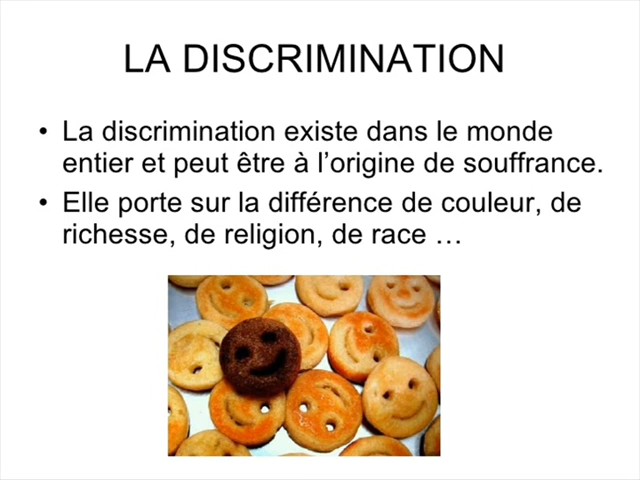 LA DISCRIMINATION
• La discrimination existe dans le monde
entier et peut être à l’origine de souffrance.
• Elle porte sur la différence de couleur, de
richesse, de religion, de race …